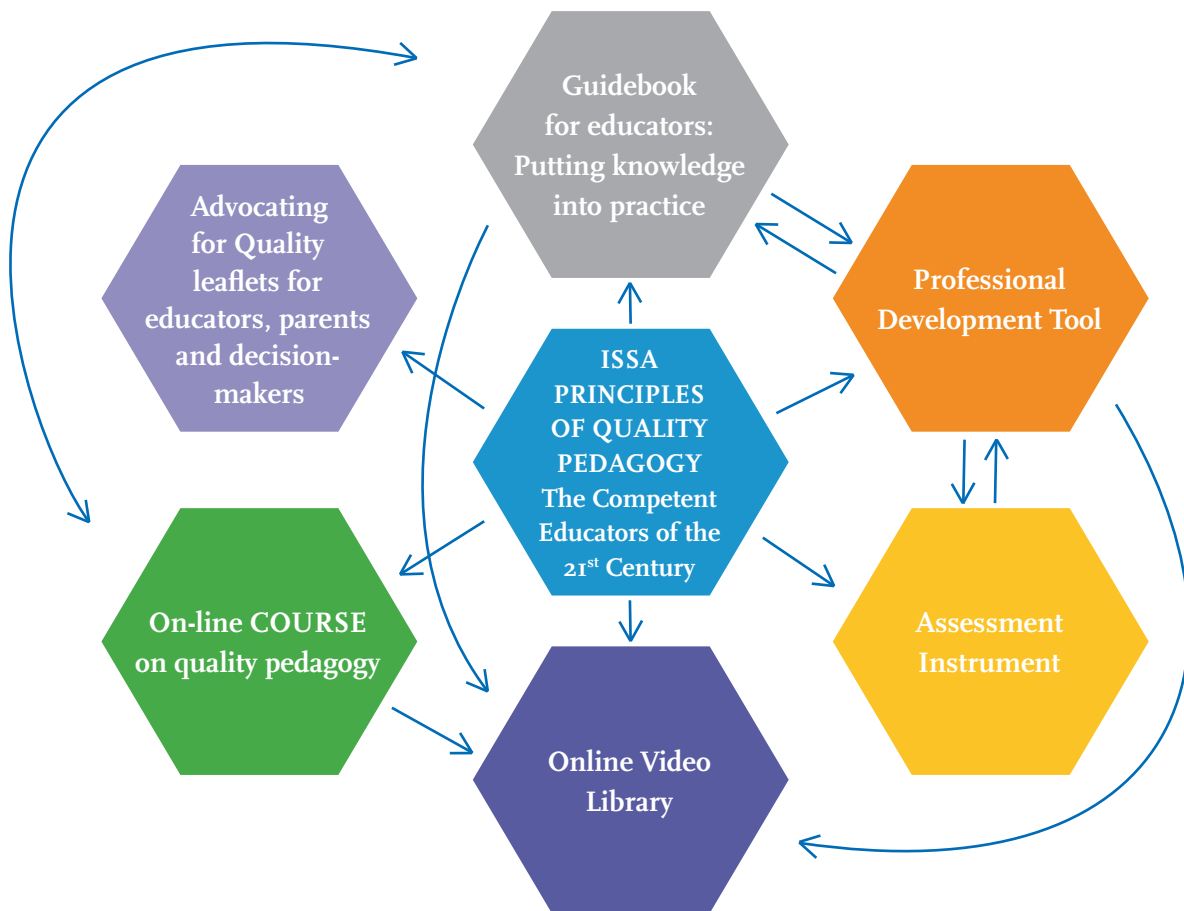 Guidebook
for educators:
Putting knowledge
into practice
Advocating
for Quality
leaflets for
educators, parents
and decision-
makers
Professional
Development Tool
ISSA
PRINCIPLES
OF QUALITY
PEDAGOGY
The Competent
Educators of the
21st Century
On-line COURSE
on quality pedagogy
Assessment
Instrument
Online Video
Library